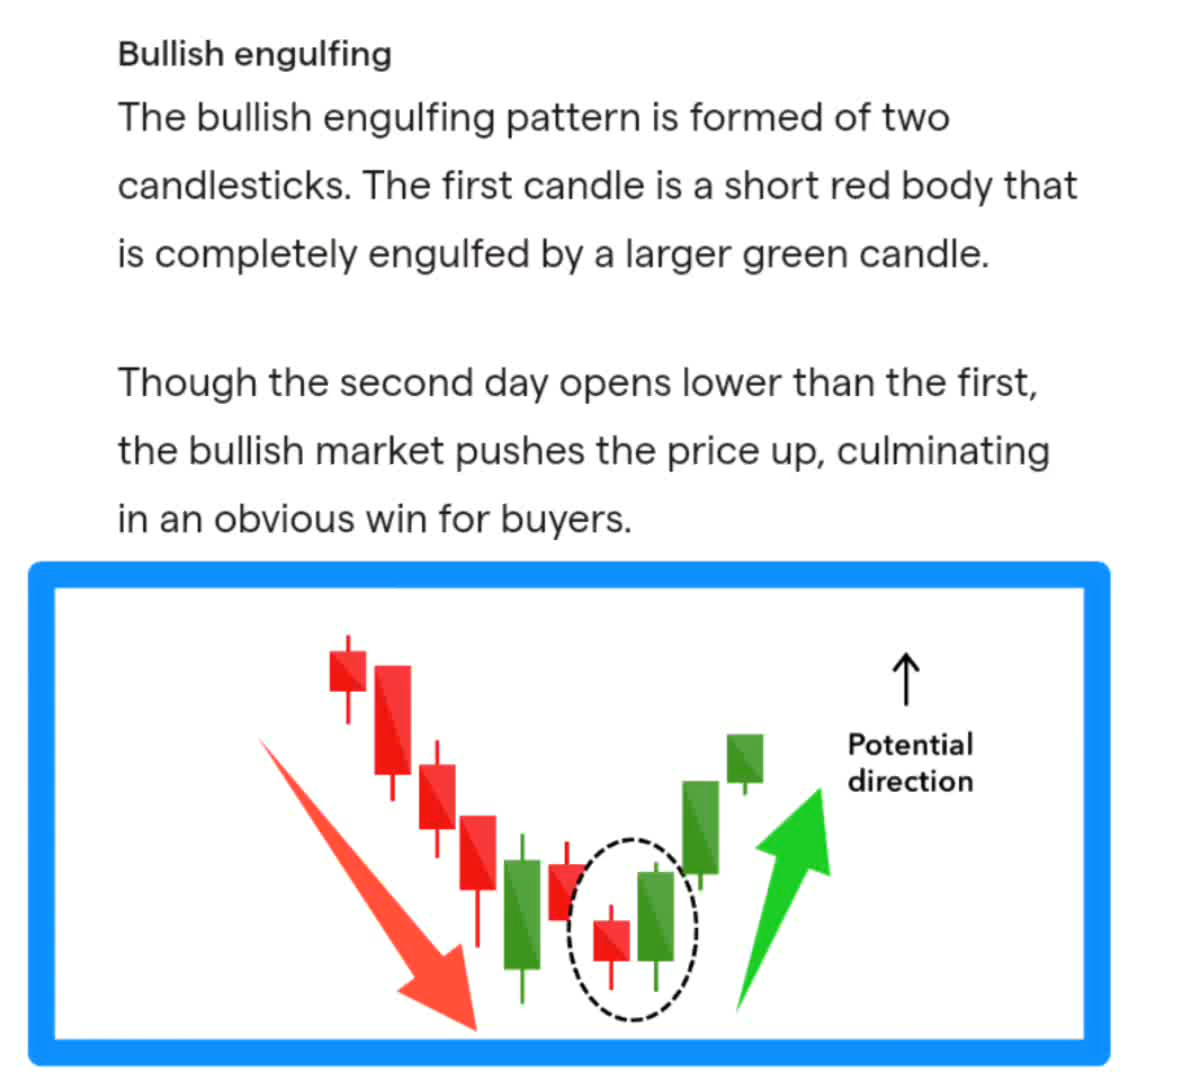 Bullish engulfing
The bullish engulfing pattern is formed of two
candlesticks. The first candle is a short red body that
is completely engulfed by a larger green candle.
Though the second day opens lower than the first,
the bullish market pushes the price up, culminating
in an obvious win for buyers.
Potential
direction